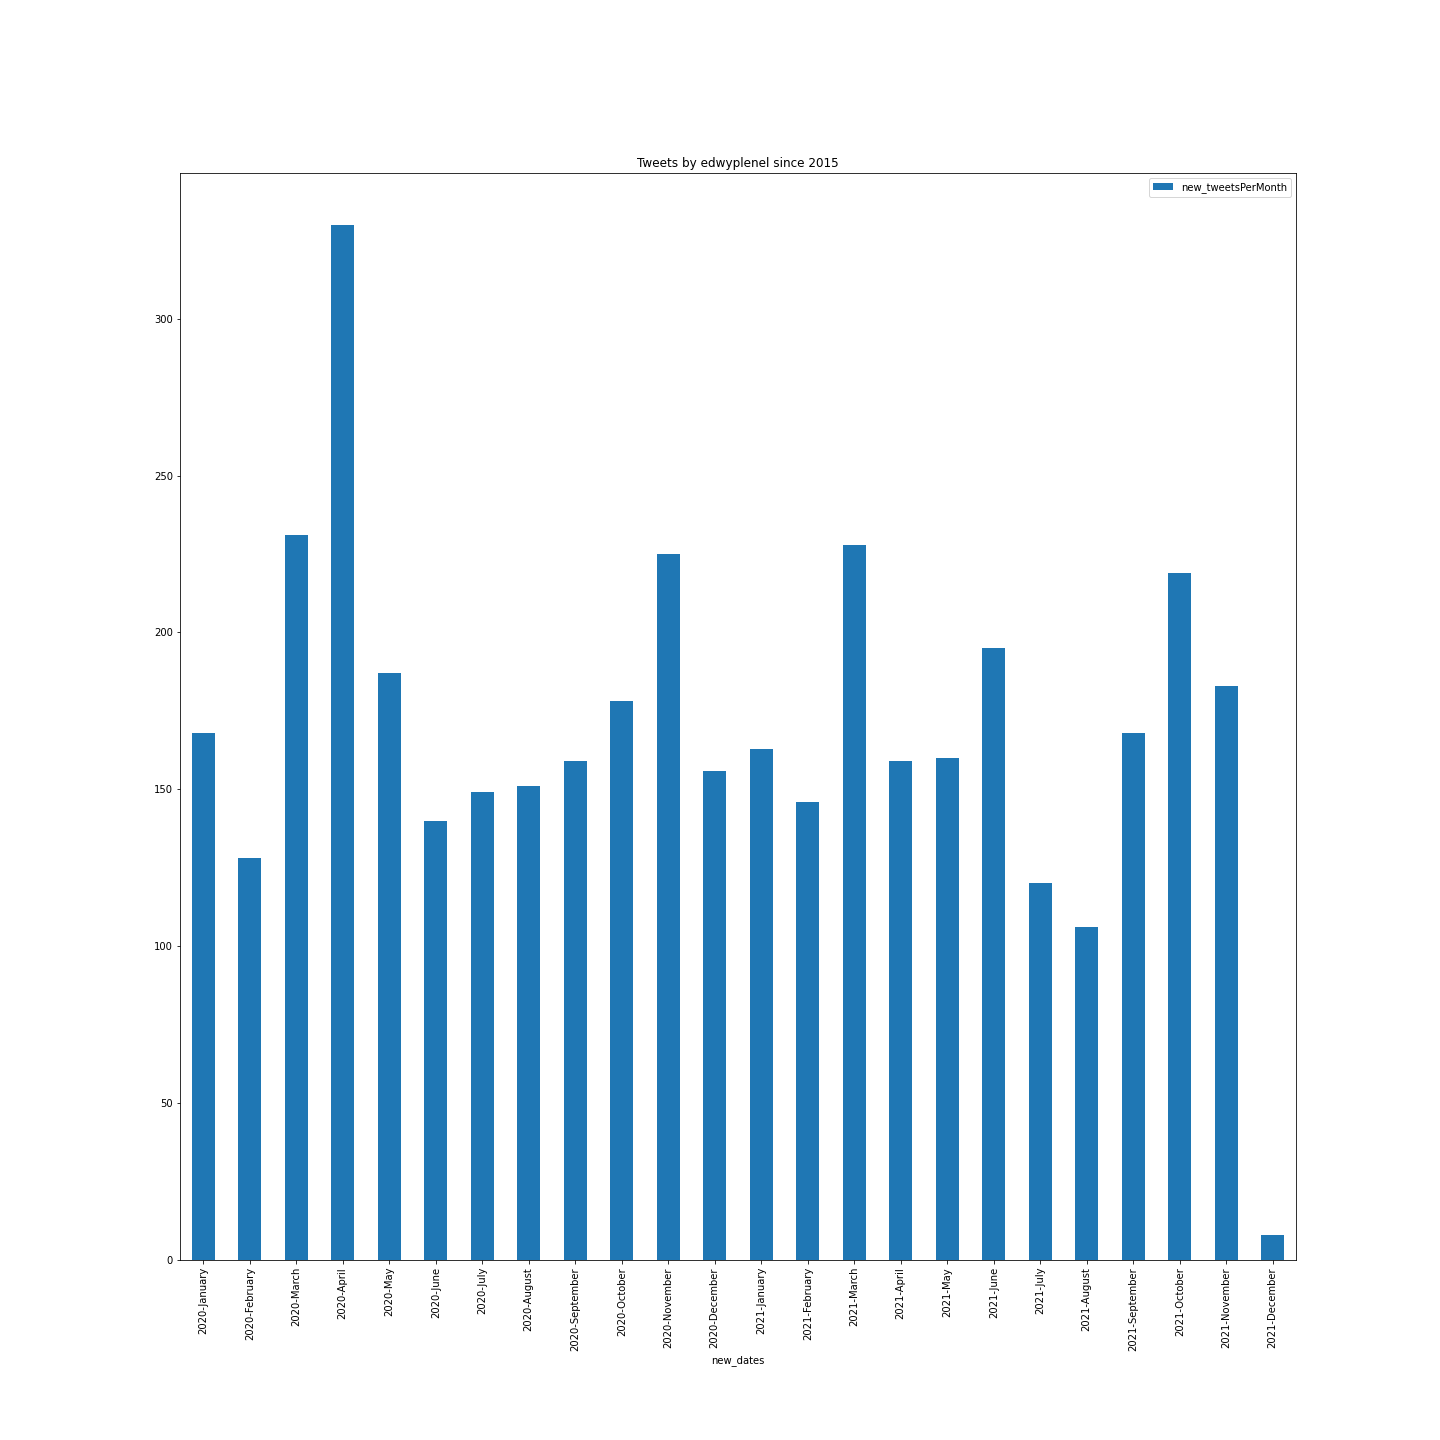 Tweets by edwyplenel since 2015
new_tweetsPerMonth
300
250
200
150
100
50
0
2020-January
2020-February
2020-March
2020-April
2020-May
2020-June
2020-July
2020-August
2020-September
2020-October
2020-November
2020-December
2021-January
2021-February
2021-March
2021-April
2021-May
2021-June
2021-July
2021-August
2021-September
2021-October
2021-November
2021-December
new_dates